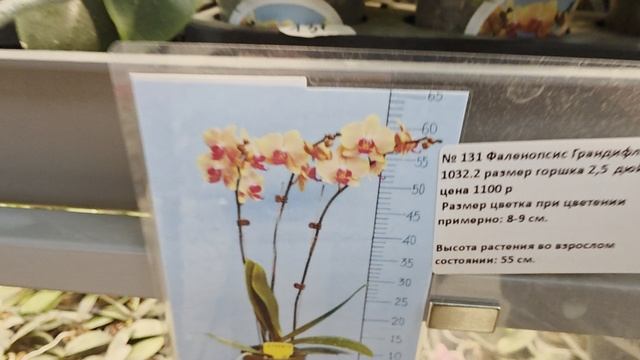 65
60
55
50
45
40
35
30
25
20
15
10
№ 131 Фаленопсис Грандифл
1032.2 размер горшка 2,5 дюй
цена 1100 р
Размер цветка при цветении
примерно: 8-9 см.
Высота растения во взрослом
состоянии: 55 см.